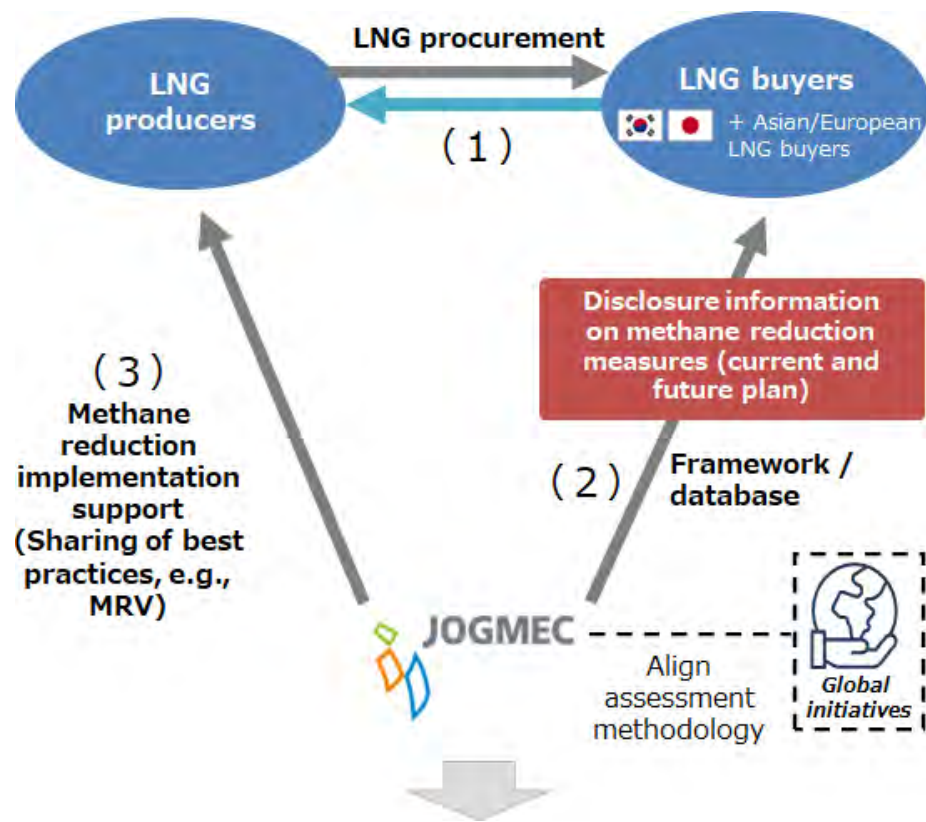 LNG procurement
LNG
producers
LNG buyers
+ Asian/European
LNG buyers
(1)
Disclosure information
on methane reduction
measures (current and
future plan)
(3)
Methane
reduction
implementation
support
(Sharing of best
practices, e.g.,
MRV)
(2)
Framework /
database
JOGMEC
Align
assessment
methodology
Global
initiatives